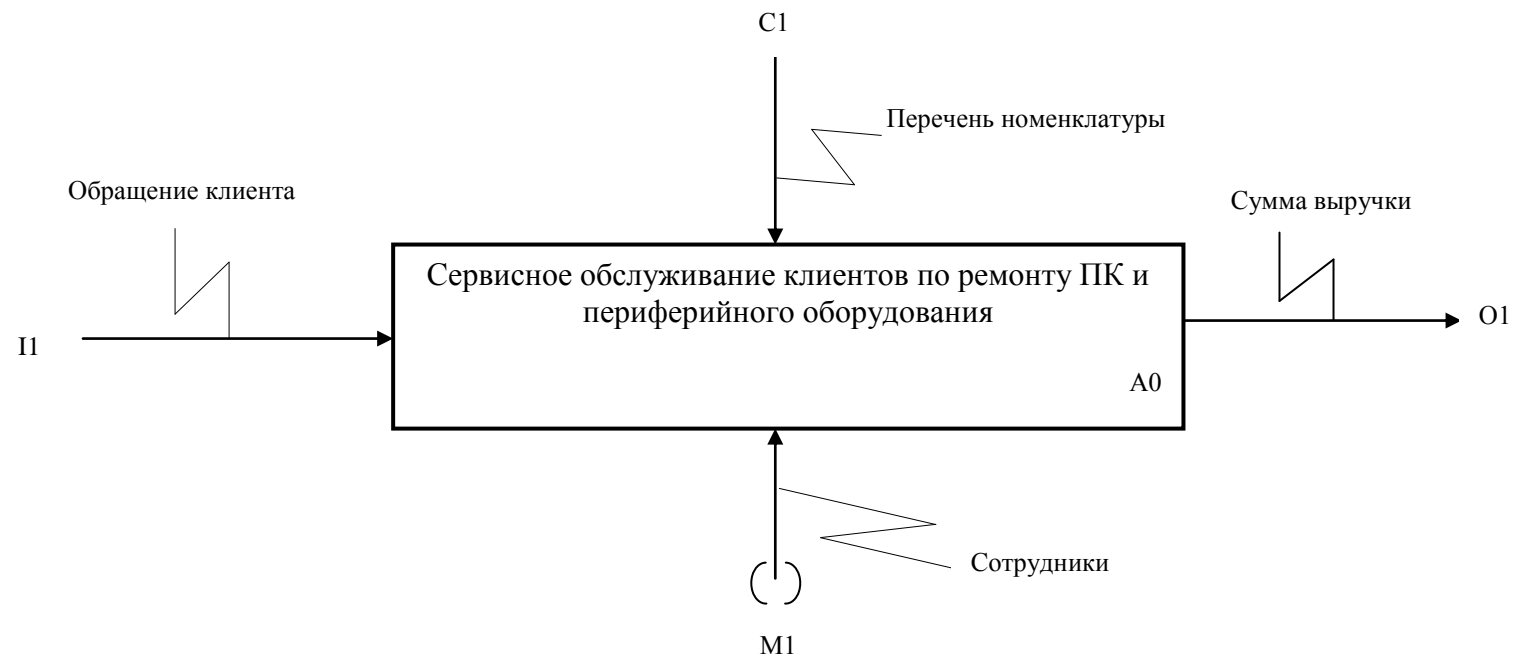 C1
Перечень номенклатуры
Обращение клиента
Сумма выручки
Сервисное обслуживание клиентов по ремонту ПК и
периферийного оборудования
I1
O1
A0
Сотрудники
M1